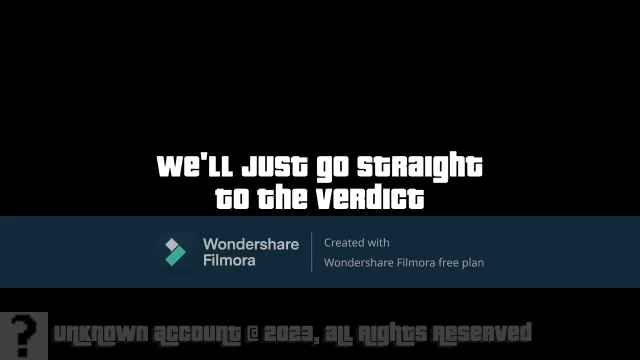 We'll just go straight
to the verdict
Wondershare
Filmora
Created with
Wondershare Filmora free plan
? unknown account @ 2023, all rights reserved